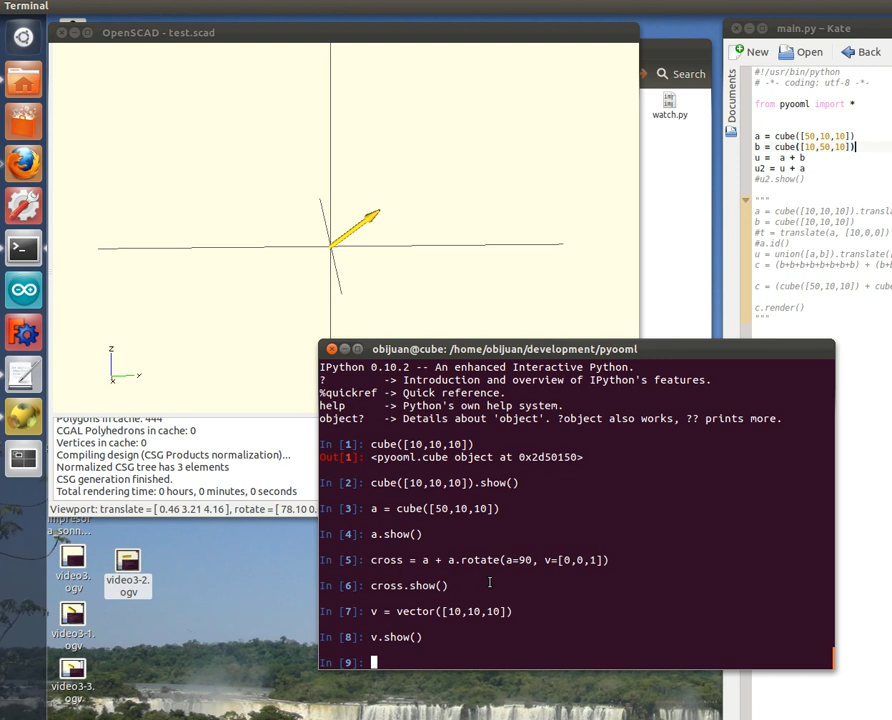 Terminal
OpenSCAD - test.scad
Z
Y
X
Polygons in cache: 444
CGAL Polyhedrons in cache: 0
Vertices in cache: 0
Compiling design (CSG Products normalization)...
Normalized CSG tree has 3 elements
CSG generation finished.
Total rendering time: 0 hours, 0 minutes, 0 seconds
Viewport: translate = [ 0.46 3.21 4.16 ], rotate = [ 78.10 0.0
Search
watch.py
main.py – Kate
New Open Back
Documents
#!/usr/bin/python
# -*- coding: utf-8 -*-
from pyooml import *
a = cube([50,10,10])
b = cube([10,50,10])
u =  a + b
u2 = u + a
#u2.show()
"""
a = cube([10,10,10]).transla
b = cube([10,10,10])
#t = translate(a, [10,0,0])
#a.id()
u = union([a,b]).translate([
c = (b+b+b+b+b+b+b) + (b+
c = (cube([50,10,10]) + cube
c.render()
"""
obijuan@cube: /home/obijuan/development/pyooml
IPython 0.10.2 -- An enhanced Interactive Python.
?         -> Introduction and overview of IPython's features.
%quickref -> Quick reference.
help      -> Python's own help system.
object?   -> Details about 'object'. ?object also works, ?? prints more.
In [1]: cube([10,10,10])
Out[1]: <pyooml.cube object at 0x2d50150>
In [2]: cube([10,10,10]).show()
In [3]: a = cube([50,10,10])
In [4]: a.show()
In [5]: cross = a + a.rotate(a=90, v=[0,0,1])
In [6]: cross.show()
In [7]: v = vector([10,10,10])
In [8]: v.show()
In [9]:
impresor
a_sonn...
video3.
ogv
video3-2.
ogv
video3-1.
ogv
video3-3.
ogv